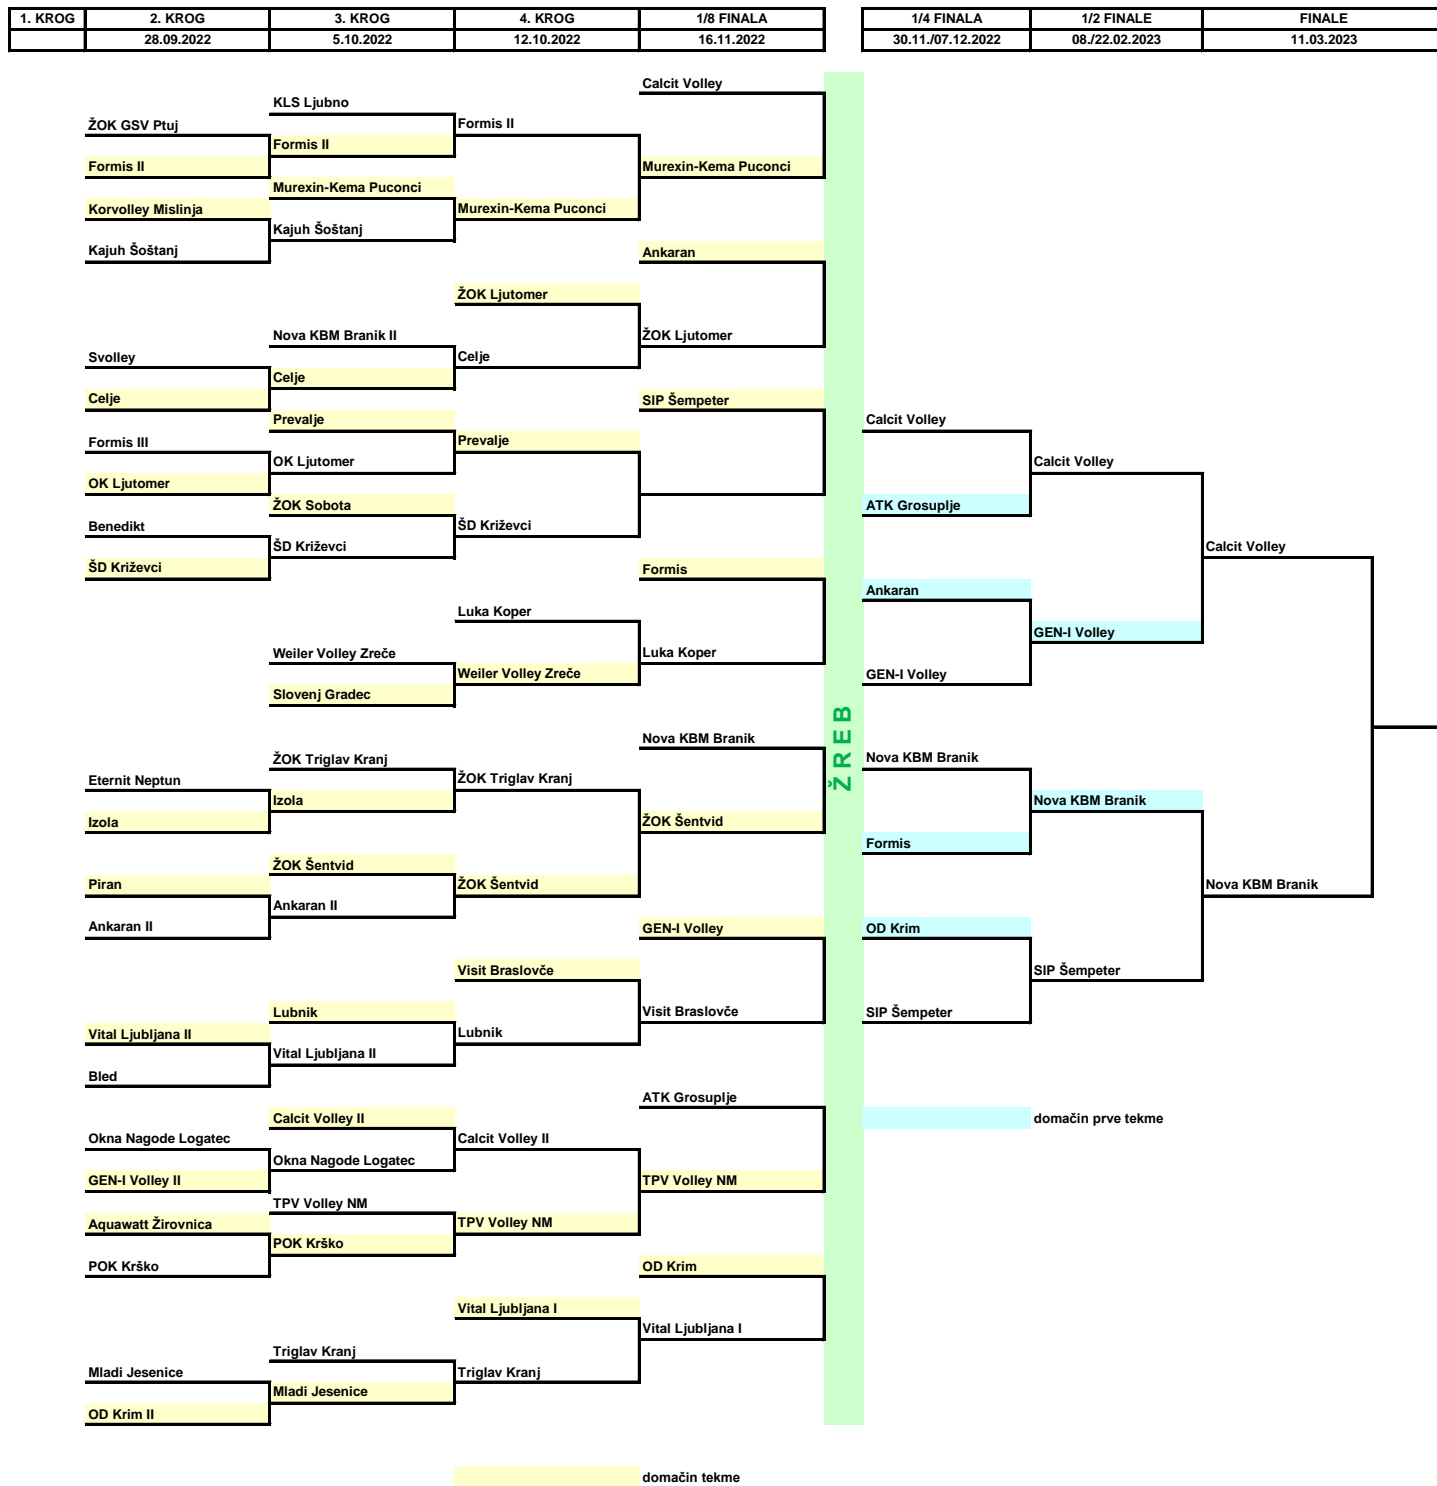 1. KROG 2. KROG 3. KROG 4. KROG 1/8 FINALA 1/4 FINALA 1/2 FINALE FINALE
28.09.2022 5.10.2022 12.10.2022 16.11.2022 30.11./07.12.2022 08./22.02.2023 11.03.2023
ŽOK GSV Ptuj
Formis II
Korvolley Mislinja
Kajuh Šoštanj
Svolley
Celje
Formis III
OK Ljutomer
Benedikt
ŠD Križevci
Eternit Neptun
Izola
Piran
Ankaran II
Vital Ljubljana II
Bled
Okna Nagode Logatec
GEN-I Volley II
Aquawatt Žirovnica
POK Krško
Mladi Jesenice
OD Krim II
KLS Ljubno
Formis II
Murexin-Kema Puconci
Kajuh Šoštanj
Nova KBM Branik II
Celje
Prevalje
OK Ljutomer
ŽOK Sobota
ŠD Križevci
Weiler Volley Zreče
Slovenj Gradec
ŽOK Triglav Kranj
Izola
ŽOK Šentvid
Ankaran II
Lubnik
Vital Ljubljana II
Calcit Volley II
Okna Nagode Logatec
TPV Volley NM
POK Krško
Triglav Kranj
Mladi Jesenice
Formis II
Murexin-Kema Puconci
ŽOK Ljutomer
Celje
Prevalje
ŠD Križevci
Luka Koper
Weiler Volley Zreče
ŽOK Triglav Kranj
ŽOK Šentvid
Visit Braslovče
Lubnik
Calcit Volley II
TPV Volley NM
Vital Ljubljana I
Triglav Kranj
Calcit Volley
Murexin-Kema Puconci
Ankaran
ŽOK Ljutomer
SIP Šempeter
Formis
Luka Koper
Nova KBM Branik
ŽOK Šentvid
GEN-I Volley
Visit Braslovče
ATK Grosuplje
TPV Volley NM
OD Krim
Vital Ljubljana I
domačin tekme
ŽREB
Calcit Volley
ATK Grosuplje
Ankaran
GEN-I Volley
Nova KBM Branik
Formis
OD Krim
SIP Šempeter
Calcit Volley
GEN-I Volley
Nova KBM Branik
SIP Šempeter
domačin prve tekme
Calcit Volley
Nova KBM Branik